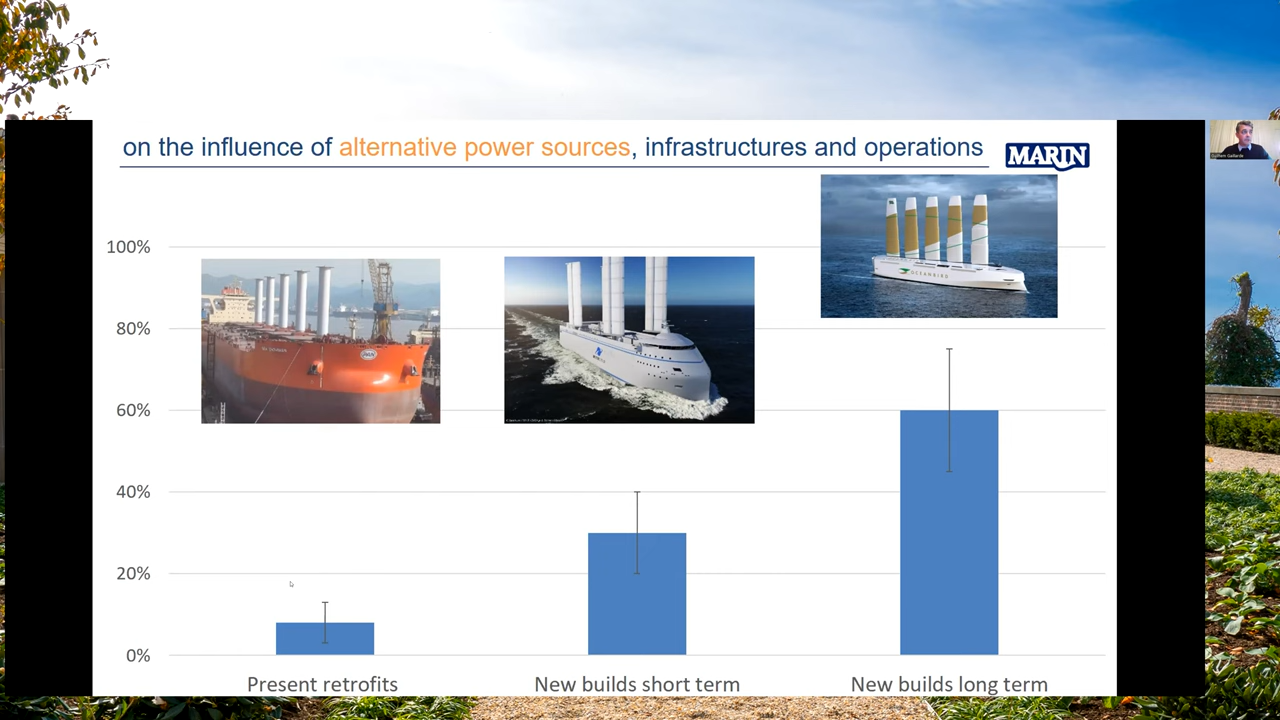 on the influence of alternative power sources, infrastructures and operations
MARIN
100%
80%
60%
40%
20%
0%
OCEANBIRD
Present retrofits
New builds short term
New builds long term